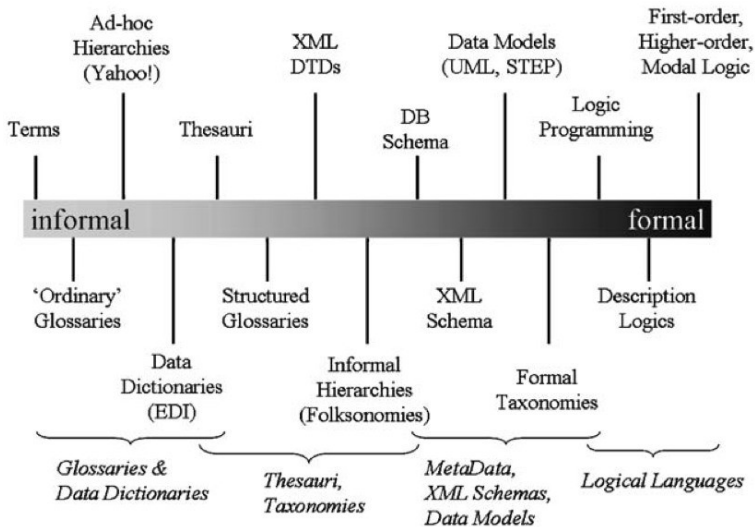 Ad-hoc
Hierarchies
(Yahoo!)
XML
DTDs
Data Models
(UML, STEP)
First-order,
Higher-order,
Modal Logic
Terms
Thesauri
DB
Schema
Logic
Programming
informal
formal
‘Ordinary’
Glossaries
Structured
Glossaries
XML
Schema
Description
Logics
Data
Dictionaries
(EDI)
Informal
Hierarchies
(Folksonomies)
Formal
Taxonomies
Glossaries &
Data Dictionaries
Thesauri,
Taxonomies
MetaData,
XML Schemas,
Data Models
Logical Languages